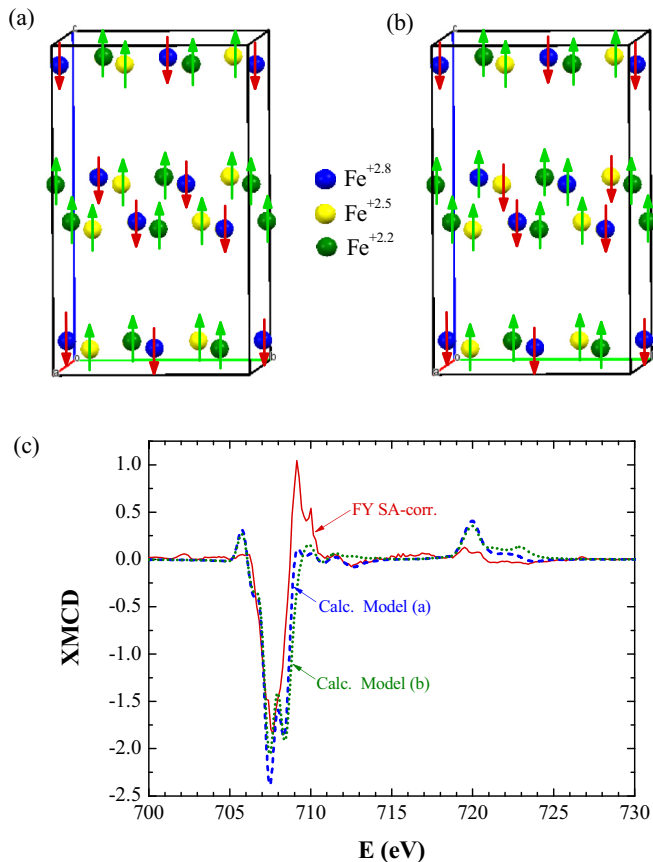 (a)
(b)
c
o
a
b
Fe+2.8
Fe+2.5
Fe+2.2
(c)
XMCD
1.0
0.5
0.0
-0.5
-1.0
-1.5
-2.0
-2.5
FY SA-corr.
Calc. Model (a)
Calc. Model (b)
700 705 710 715 720 725 730
E (eV)